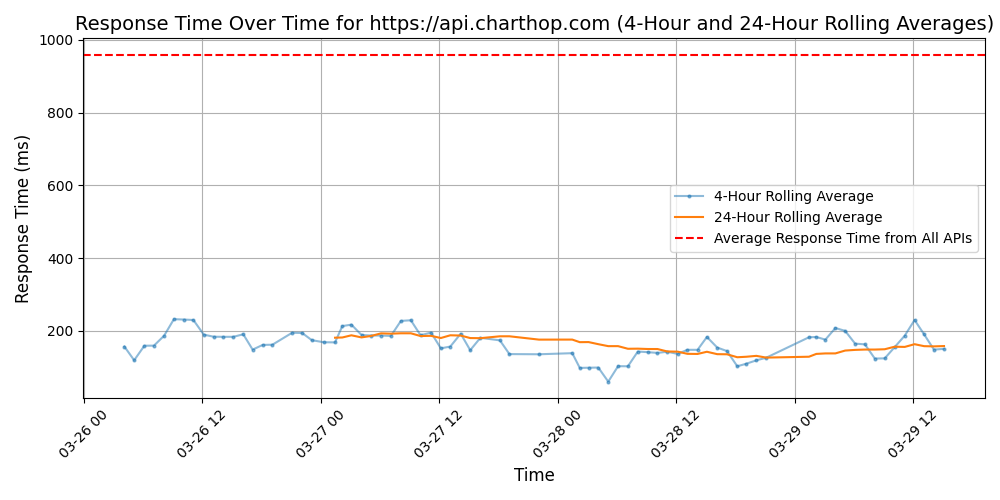 Response Time Over Time for https://api.charthop.com (4-Hour and 24-Hour Rolling Averages)
Response Time (ms)
1000
800
600
400
200
4-Hour Rolling Average
24-Hour Rolling Average
Average Response Time from All APIs
03-26 00
03-26 12
03-27 00
03-27 12
03-28 00
03-28 12
03-29 00
03-29 12
Time